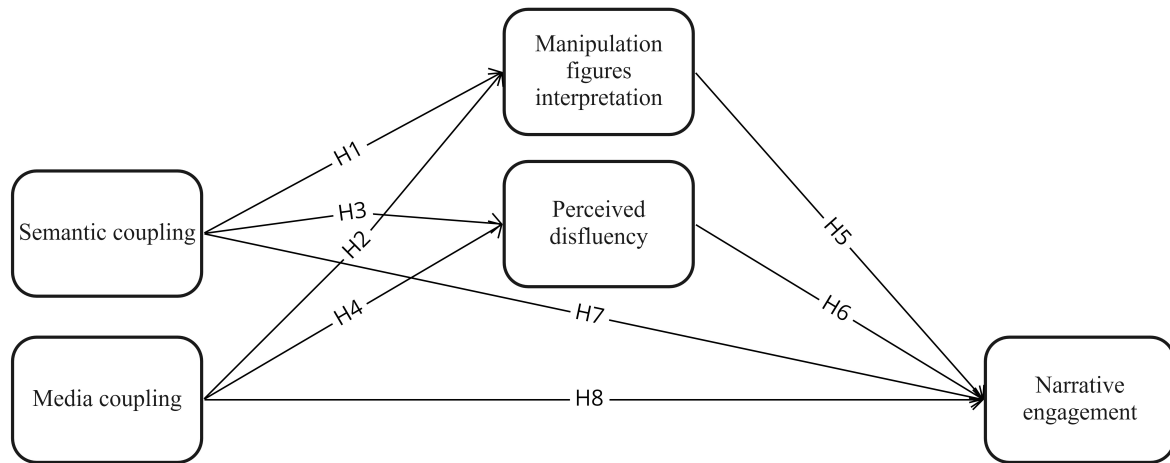 Manipulation
figures
interpretation
H1
Semantic coupling
H3
Perceived
disfluency
H2
H5
H4
H7
H6
Media coupling
H8
Narrative
engagement